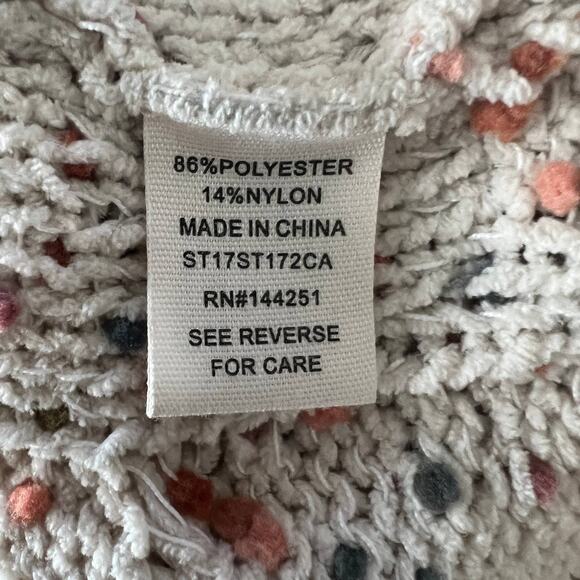 86%POLYESTER
14%NYLON
MADE IN CHINA
ST17ST172CA
RN#144251
SEE REVERSE
FOR CARE